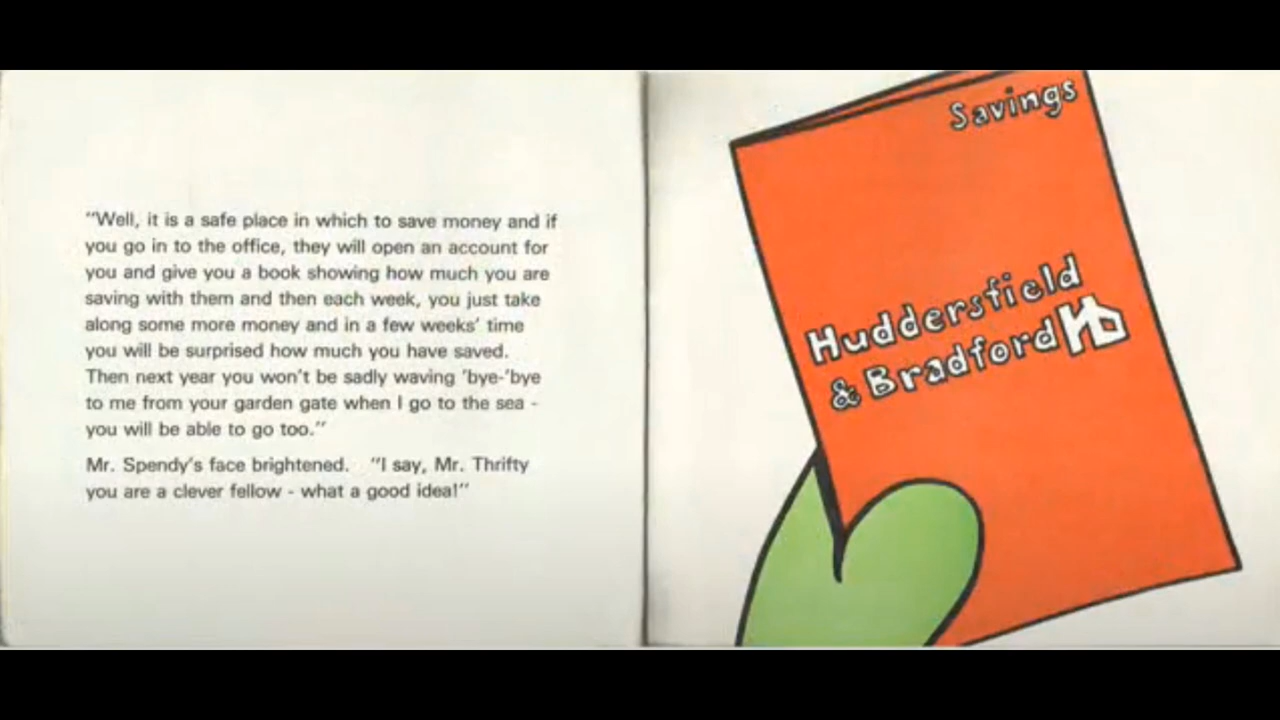 "Well, it is a safe place in which to save money and if
you go in to the office, they will open an account for
you and give you a book showing how much you are
saving with them and then each week, you just take
along some more money and in a few weeks' time
you will be surprised how much you have saved.
Then next year you won't be sadly waving 'bye-'bye
to me from your garden gate when I go to the sea -
you will be able to go too."
Mr. Spendy's face brightened. "I say, Mr. Thrifty
you are a clever fellow - what a good idea!"
Savings
Huddersfield
& Bradford